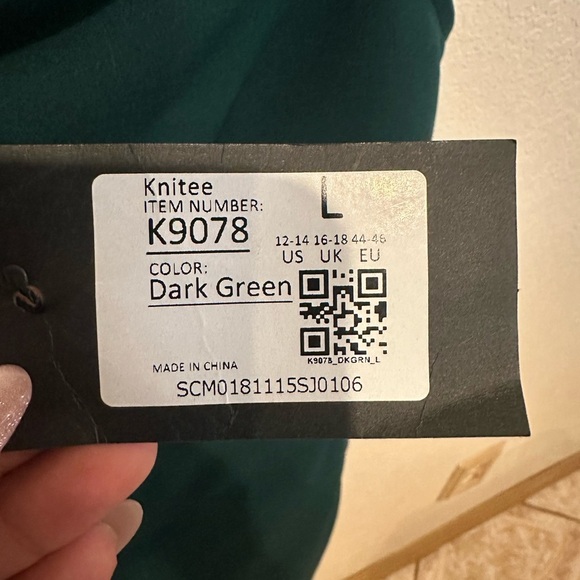 Knitee
ITEM NUMBER:
K9078
L
12-14 16-18 44-46
US UK EU
COLOR:
Dark Green
K9078_DKGRN_L
MADE IN CHINA
SCM0181115SJ0106